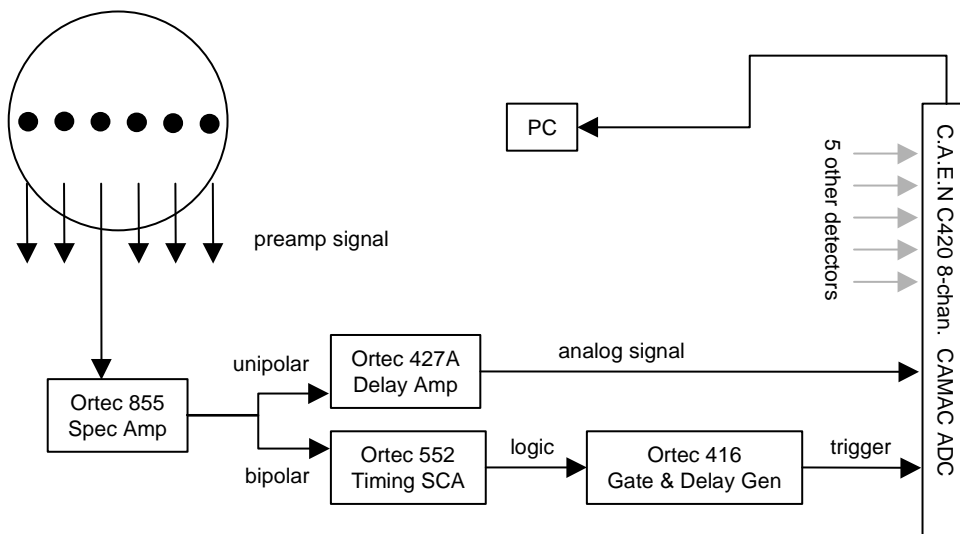 PC
5 other detectors
C.A.E.N C420 8-chan. CAMAC ADC
preamp signal
unipolar
Ortec 427A
Delay Amp
analog signal
Ortec 855
Spec Amp
bipolar
Ortec 552
Timing SCA
logic
Ortec 416
Gate & Delay Gen
trigger